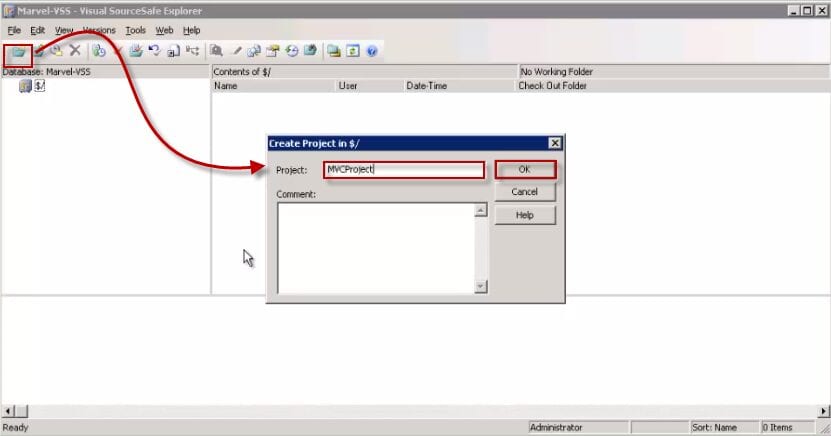 Marvel-VSS - Visual SourceSafe Explorer
File Edit View Versions Tools Web Help
Database: Marvel-VSS
Contents of $/
No Working Folder
Name User Date-Time Check Out Folder
$/
Create Project in $/
Project: MVCProject OK
Cancel
Comment:
Help
Ready Administrator Sort: Name 0 Items